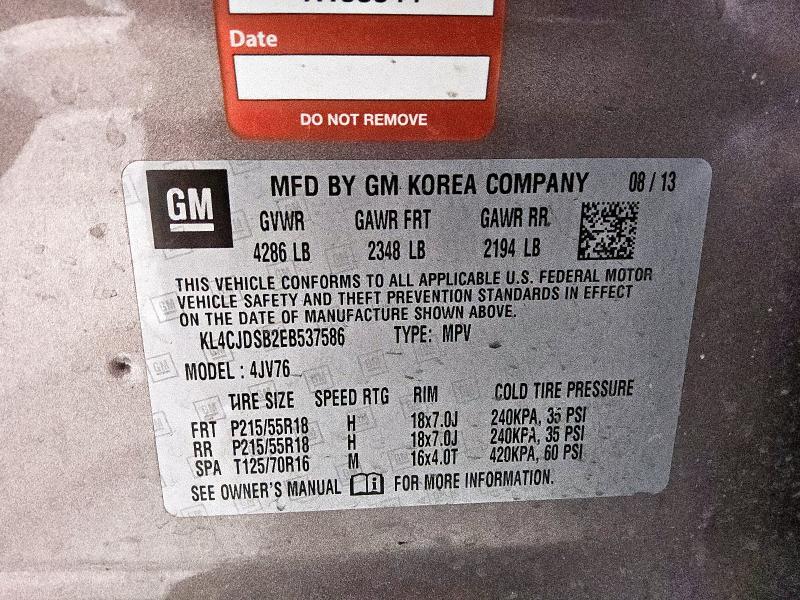 Date
DO NOT REMOVE
GM
MFD BY GM KOREA COMPANY 08 / 13
GVWR GAWR FRT GAWR RR
4286 LB 2348 LB 2194 LB
THIS VEHICLE CONFORMS TO ALL APPLICABLE U.S. FEDERAL MOTOR
VEHICLE SAFETY AND THEFT PREVENTION STANDARDS IN EFFECT
ON THE DATE OF MANUFACTURE SHOWN ABOVE.
KL4CJDSB2EB537586 TYPE: MPV
MODEL : 4JV76
TIRE SIZE SPEED RTG RIM COLD TIRE PRESSURE
FRT P215/55R18 H 18x7.0J 240KPA, 35 PSI
RR P215/55R18 H 18x7.0J 240KPA, 35 PSI
SPA T125/70R16 M 16x4.0T 420KPA, 60 PSI
SEE OWNER'S MANUAL FOR MORE INFORMATION.